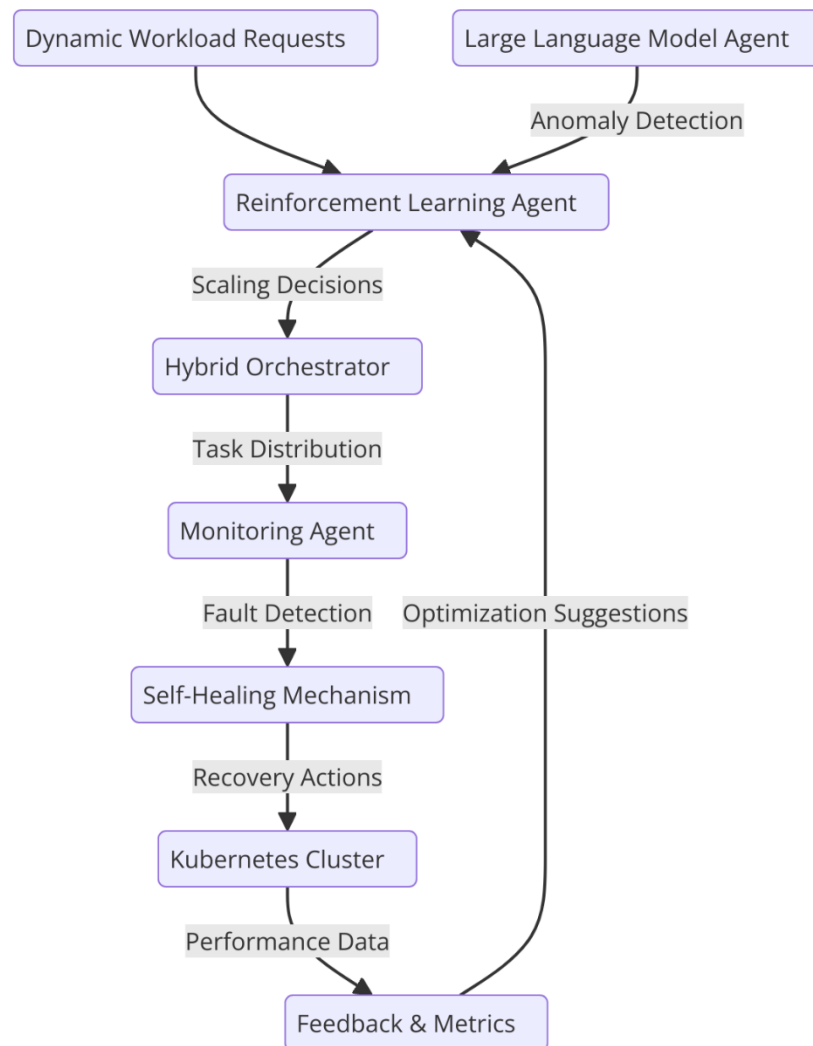 Dynamic Workload Requests
Large Language Model Agent
Anomaly Detection
Reinforcement Learning Agent
Scaling Decisions
Hybrid Orchestrator
Task Distribution
Monitoring Agent
Fault Detection
Optimization Suggestions
Self-Healing Mechanism
Recovery Actions
Kubernetes Cluster
Performance Data
Feedback & Metrics